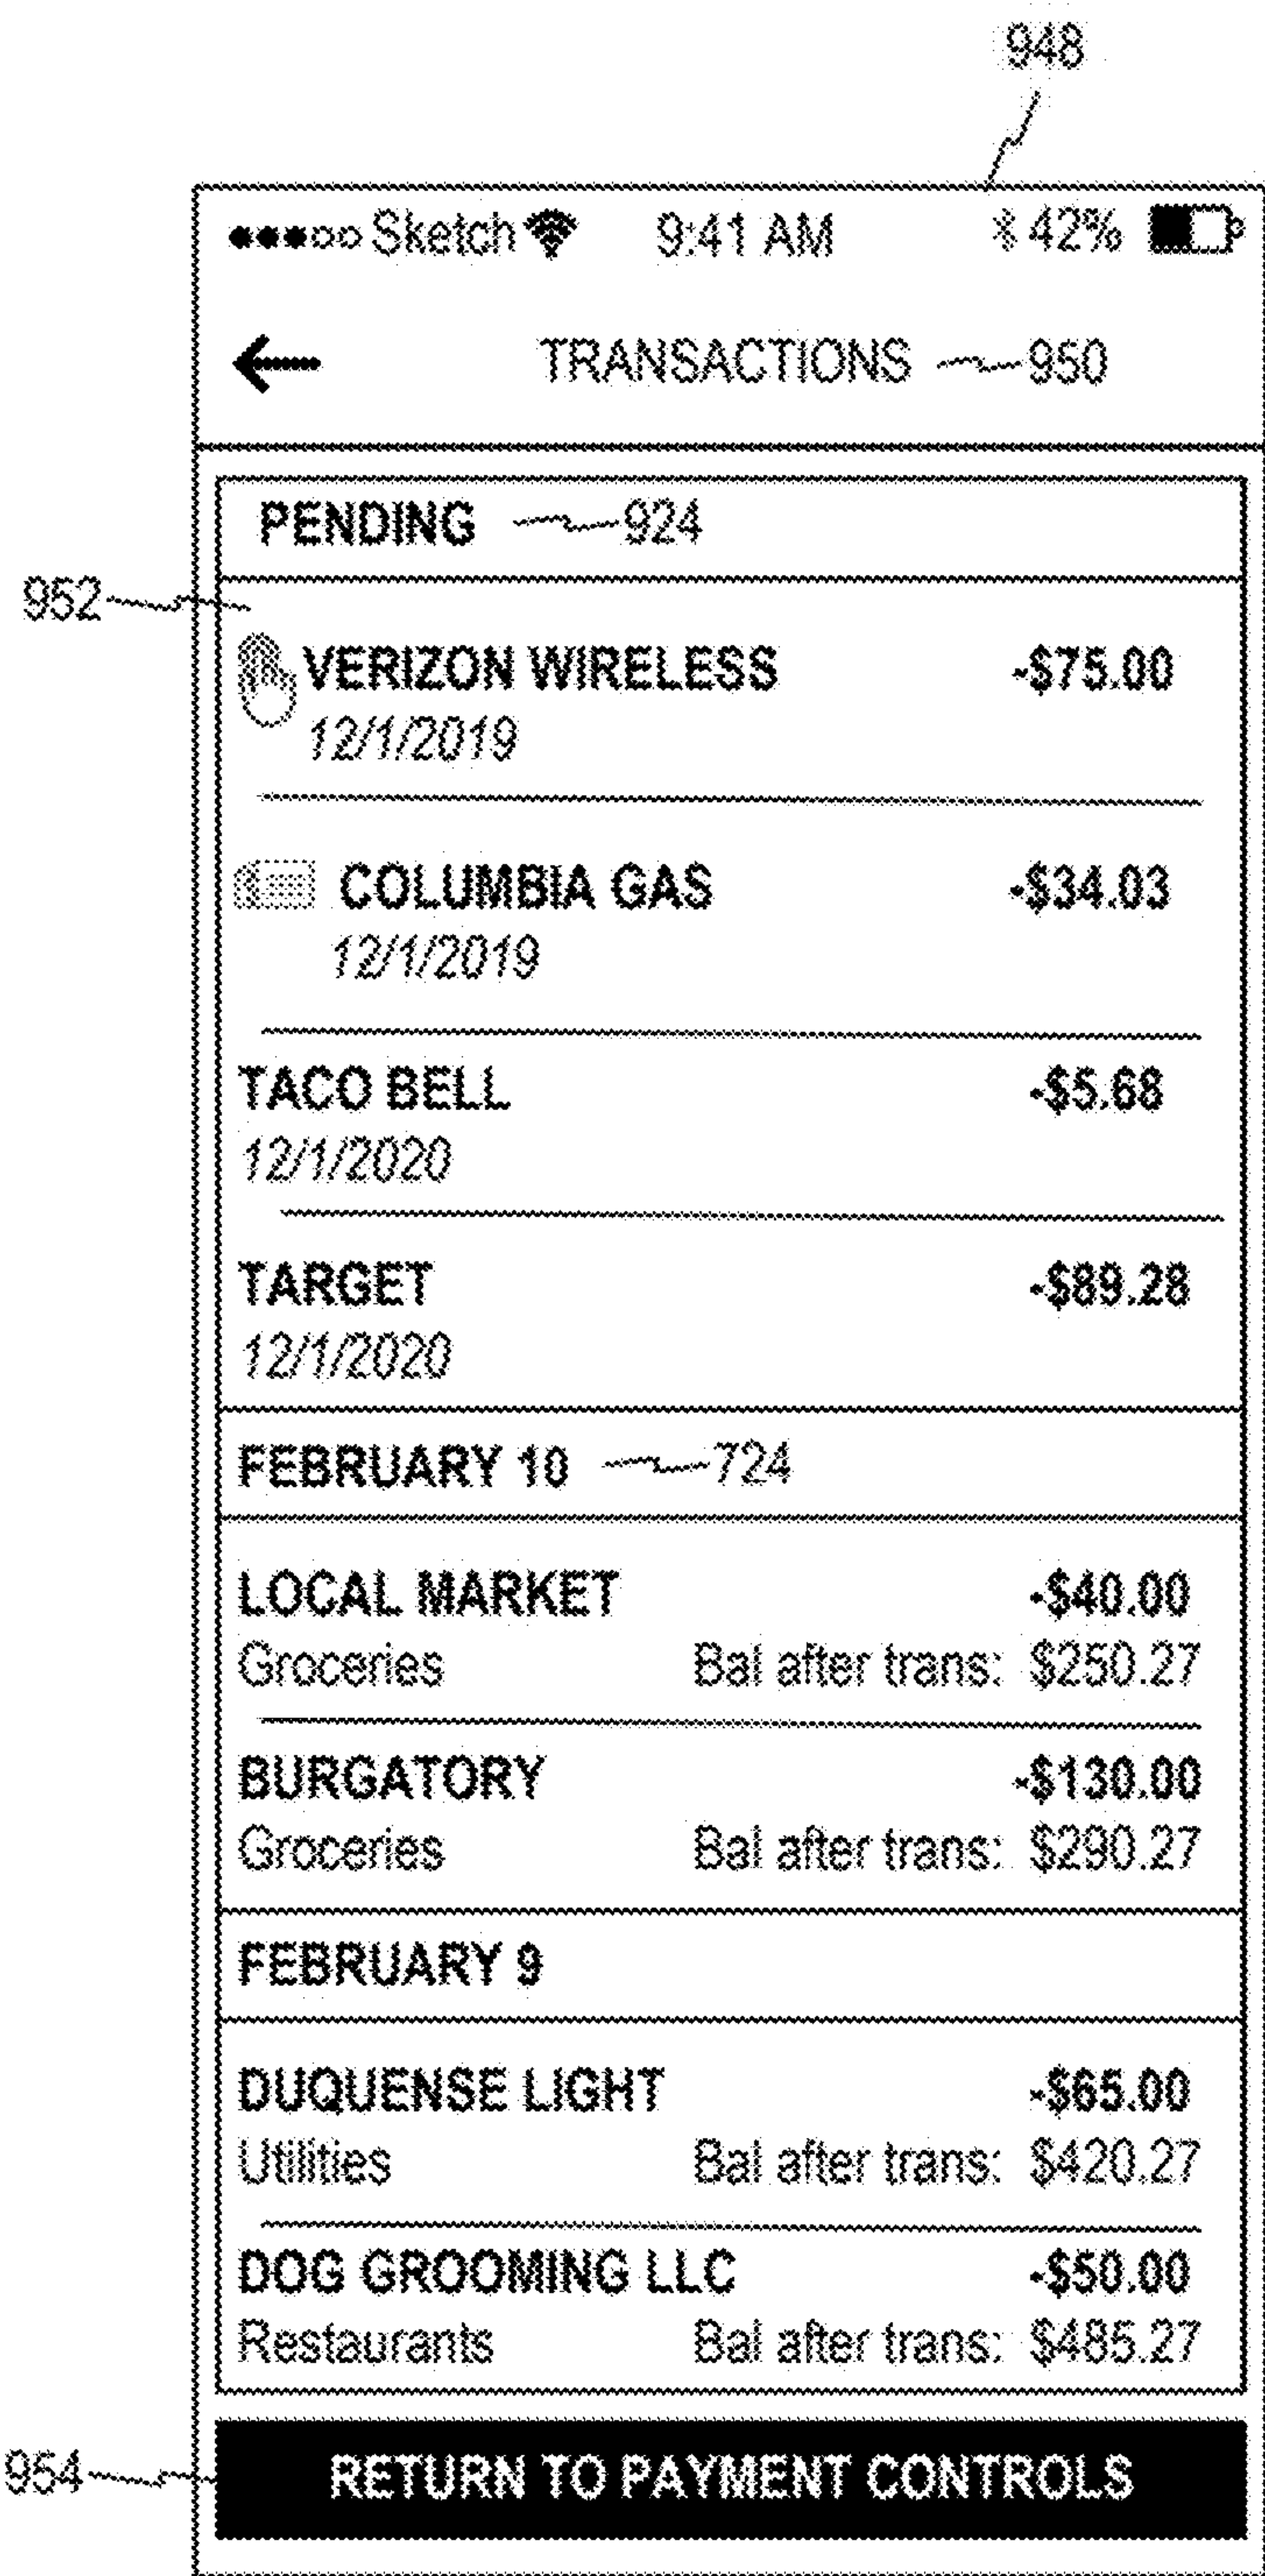 948
Sketch 9:41 AM 42%
TRANSACTIONS 950
PENDING 924
952
VERIZON WIRELESS -$75.00
12/1/2019
COLUMBIA GAS -$34.03
12/1/2019
TACO BELL -$5.68
12/1/2020
TARGET -$89.28
12/1/2020
FEBRUARY 10 724
LOCAL MARKET -$40.00
Groceries Bal after trans: $250.27
BURGATORY -$130.00
Groceries Bal after trans: $290.27
FEBRUARY 9
DUQUENSE LIGHT -$65.00
Utilities Bal after trans: $420.27
DOG GROOMING LLC -$50.00
Restaurants Bal after trans: $485.27
954 RETURN TO PAYMENT CONTROLS